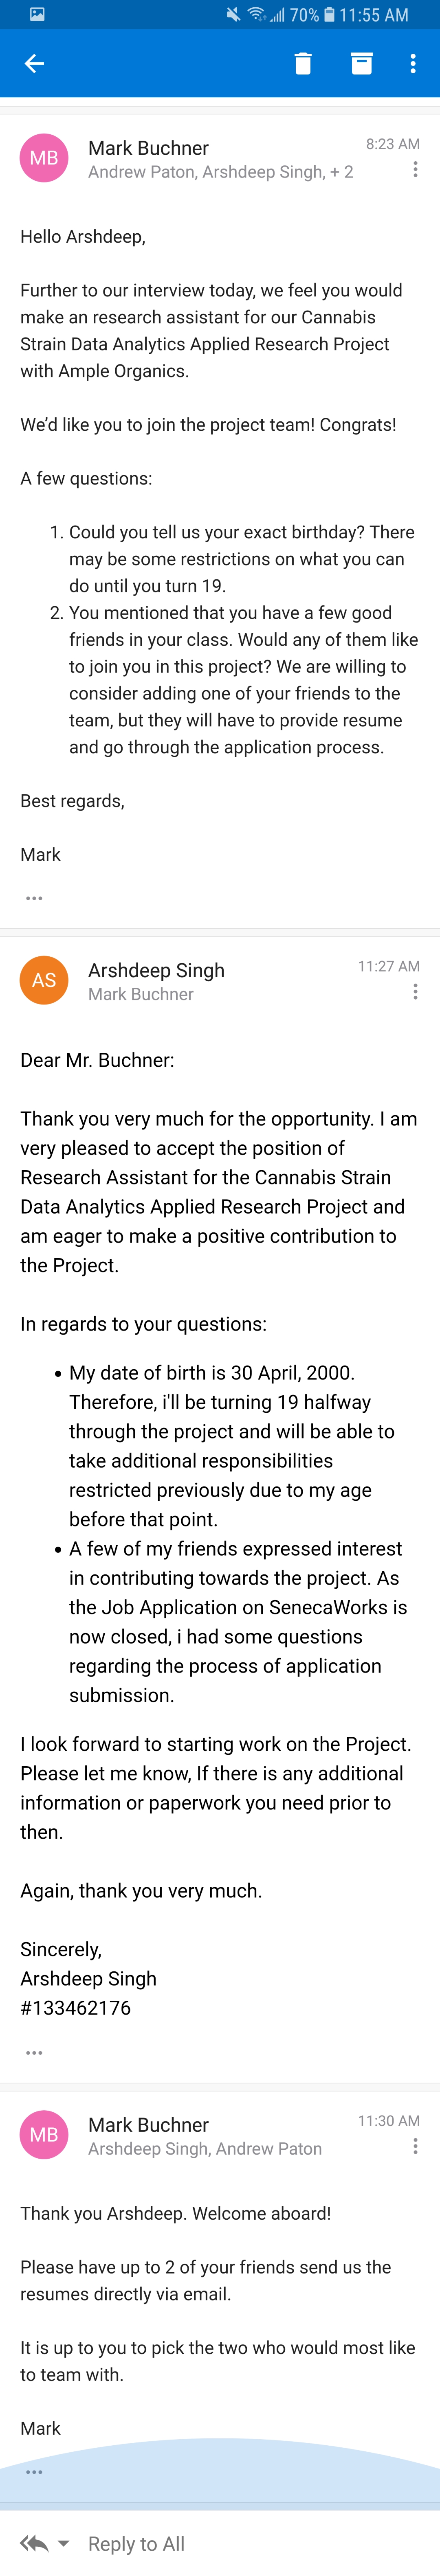 70% 11:55 AM
MB
Mark Buchner
8:23 AM
Andrew Paton, Arshdeep Singh, + 2
Hello Arshdeep,
Further to our interview today, we feel you would
make an research assistant for our Cannabis
Strain Data Analytics Applied Research Project
with Ample Organics.
We'd like you to join the project team! Congrats!
A few questions:
1. Could you tell us your exact birthday? There
may be some restrictions on what you can
do until you turn 19.
2. You mentioned that you have a few good
friends in your class. Would any of them like
to join you in this project? We are willing to
consider adding one of your friends to the
team, but they will have to provide resume
and go through the application process.
Best regards,
Mark
...
AS
Arshdeep Singh
11:27 AM
Mark Buchner
Dear Mr. Buchner:
Thank you very much for the opportunity. I am
very pleased to accept the position of
Research Assistant for the Cannabis Strain
Data Analytics Applied Research Project and
am eager to make a positive contribution to
the Project.
In regards to your questions:
• My date of birth is 30 April, 2000.
Therefore, i'll be turning 19 halfway
through the project and will be able to
take additional responsibilities
restricted previously due to my age
before that point.
• A few of my friends expressed interest
in contributing towards the project. As
the Job Application on SenecaWorks is
now closed, i had some questions
regarding the process of application
submission.
I look forward to starting work on the Project.
Please let me know, If there is any additional
information or paperwork you need prior to
then.
Again, thank you very much.
Sincerely,
Arshdeep Singh
#133462176
...
MB
Mark Buchner
11:30 AM
Arshdeep Singh, Andrew Paton
Thank you Arshdeep. Welcome aboard!
Please have up to 2 of your friends send us the
resumes directly via email.
It is up to you to pick the two who would most like
to team with.
Mark
...
Reply to All